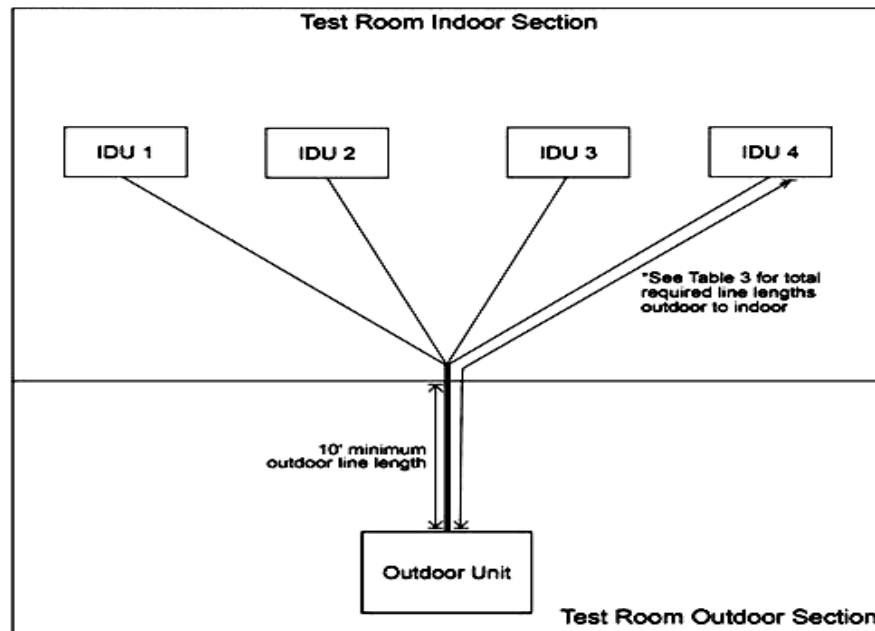 Test Room Indoor Section
IDU 1
IDU 2
IDU 3
IDU 4
*See Table 3 for total
required line lengths
outdoor to indoor
10' minimum
outdoor line length
Outdoor Unit
Test Room Outdoor Section